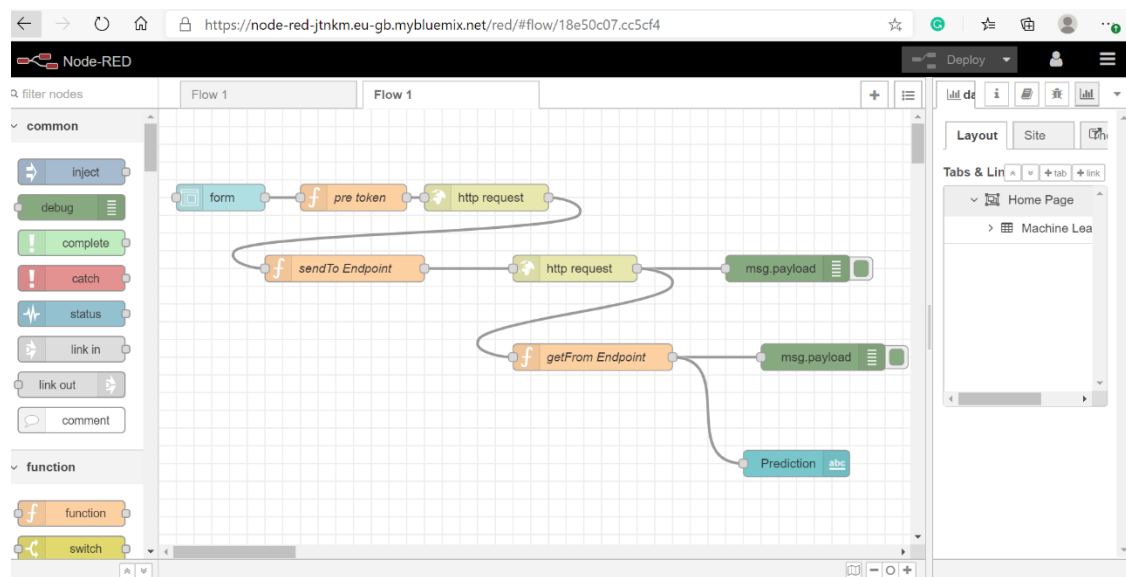 https://node-red-jtnkm.eu-gb.mybluemix.net/red/#flow/18e50c07.cc5cf4
Node-RED
Deploy
filter nodes
Flow 1
Flow 1
da
i
common
Layout
Site
inject
Tabs & Lin
+tab
+link
form
pre token
http request
Home Page
debug
Machine Lea
complete
sendTo Endpoint
http request
msg.payload
catch
status
link in
getFrom Endpoint
msg.payload
link out
comment
Prediction
abc
function
function
switch